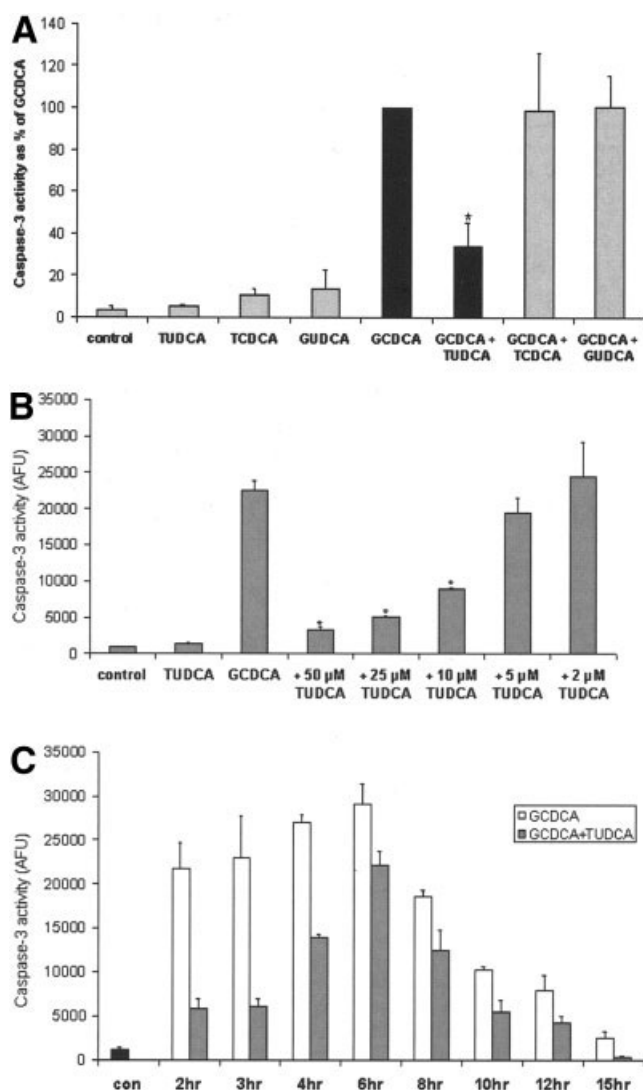 A
Caspase-3 activity as % of GCDCA
140
120
100
80
60
40
20
0
*
control TUDCA TCDCA GUDCA GCDCA GCDCA + GCDCA + GCDCA +
TUDCA TCDCA GUDCA
B
Caspase-3 activity (AFU)
35000
30000
25000
20000
15000
10000
5000
0
* * *
control TUDCA GCDCA + 50 µM + 25 µM + 10 µM + 5 µM + 2 µM
TUDCA TUDCA TUDCA TUDCA TUDCA
C
Caspase-3 activity (AFU)
35000
30000
25000
20000
15000
10000
5000
0
GCDCA
GCDCA+TUDCA
con 2hr 3hr 4hr 6hr 8hr 10hr 12hr 15hr